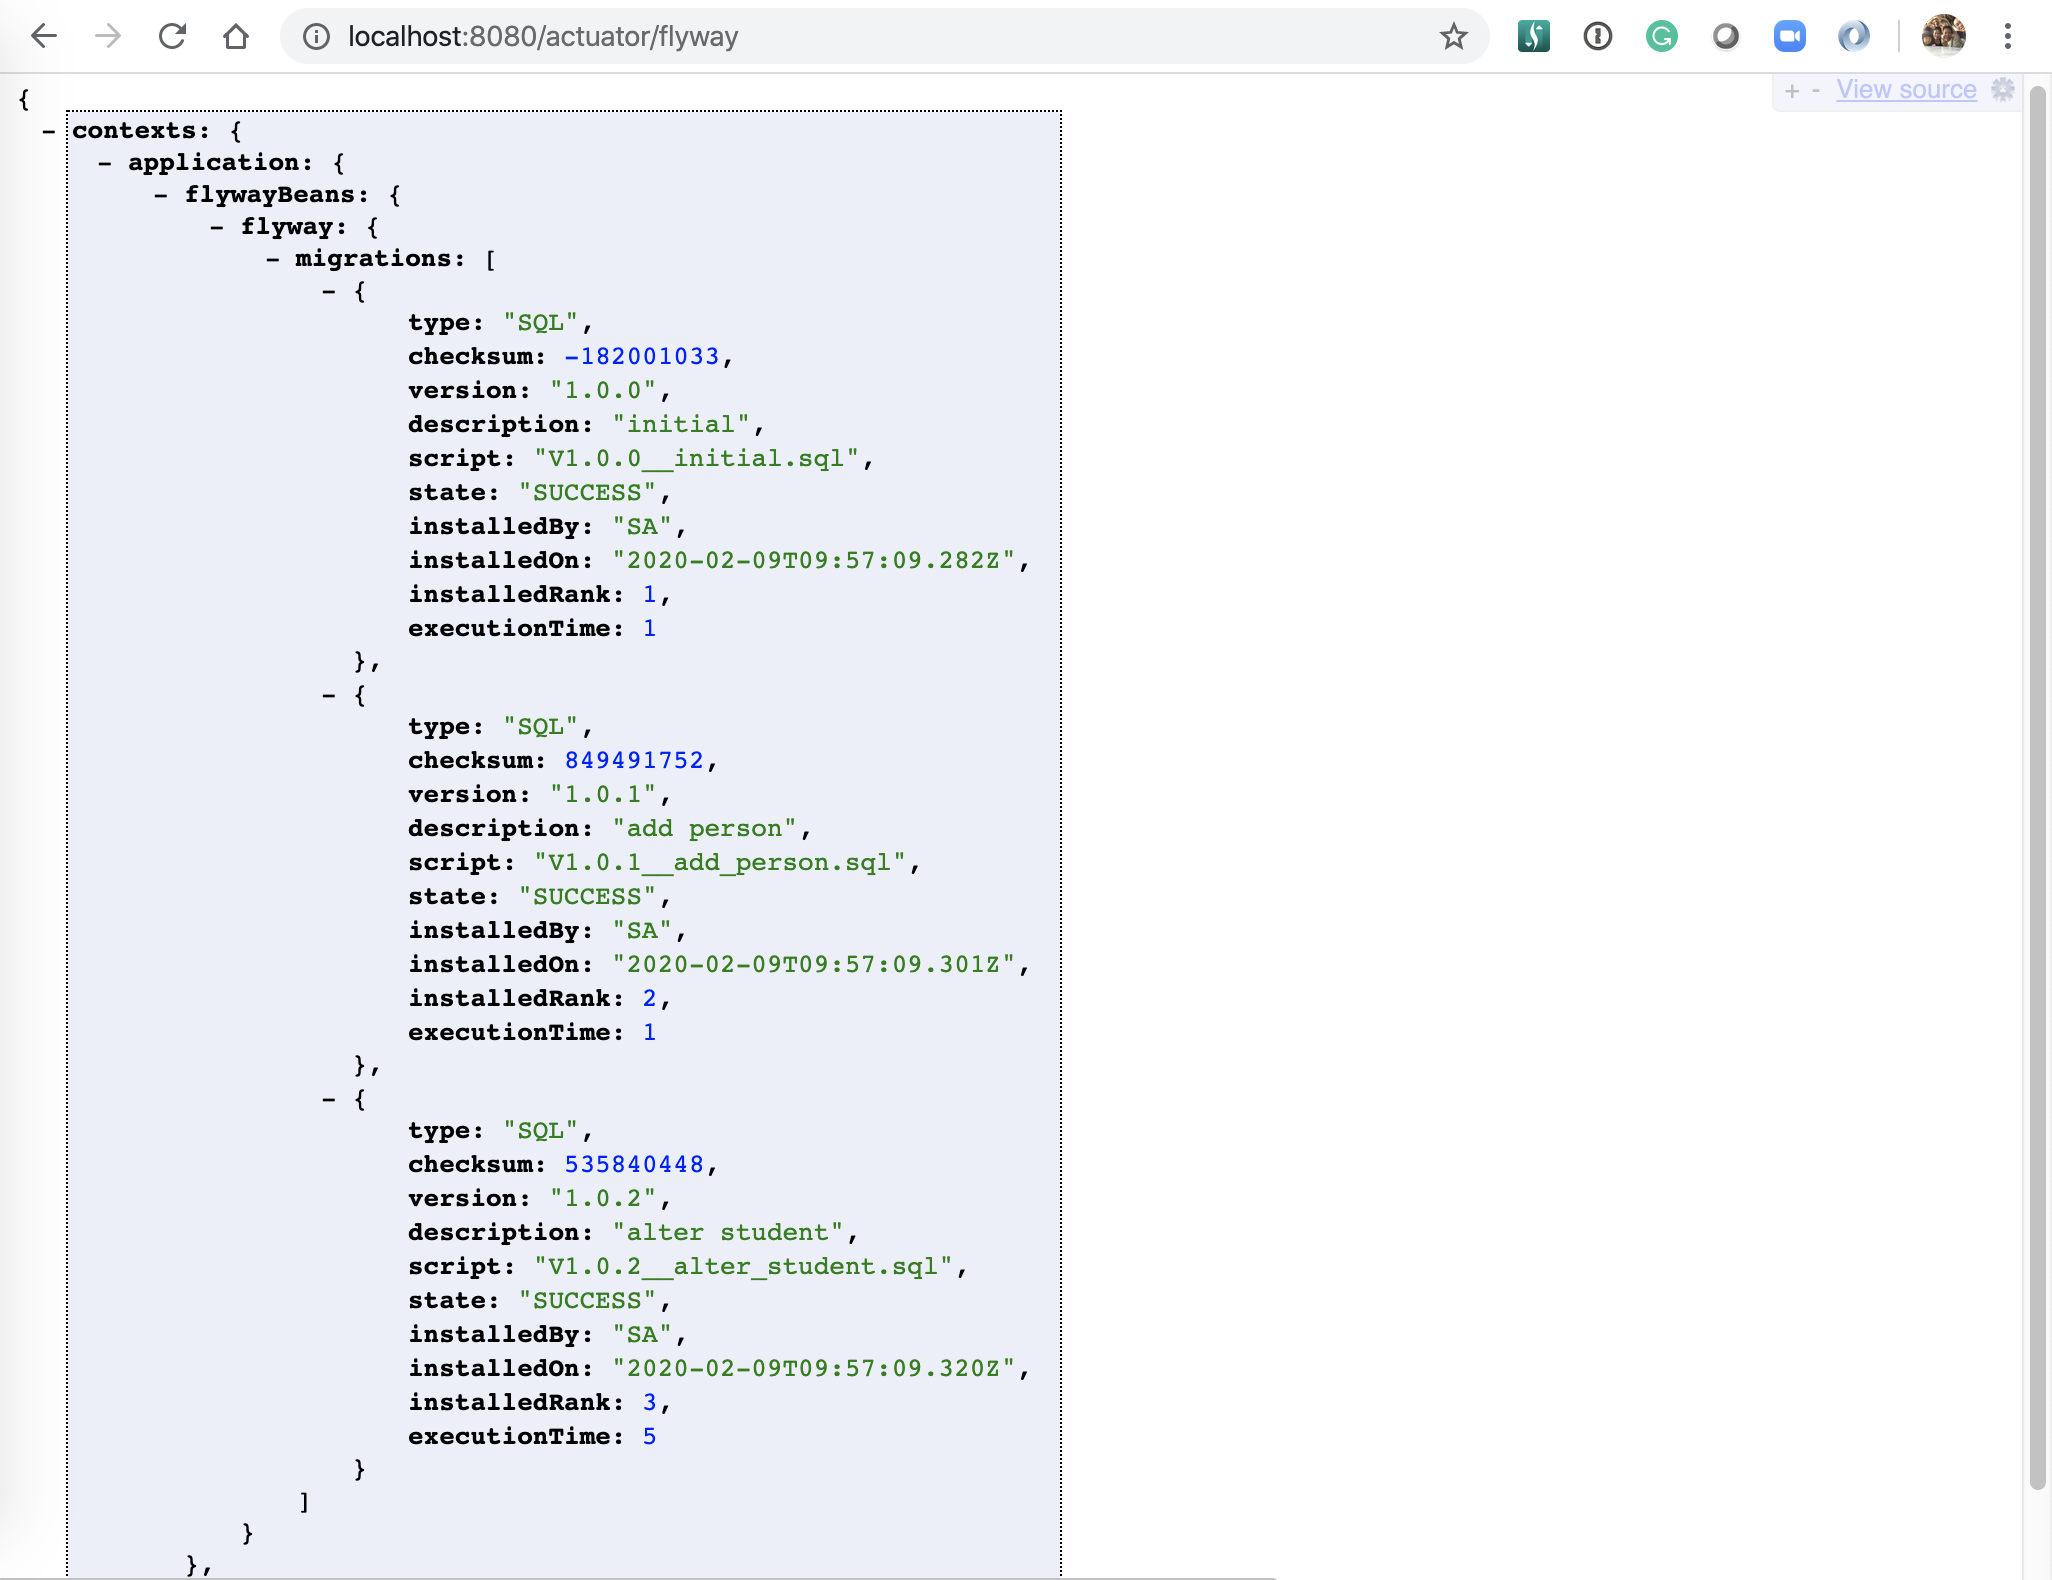 localhost:8080/actuator/flyway
+ - View source
{
- contexts: {
- application: {
- flywayBeans: {
- flyway: {
- migrations: [
- {
type: "SQL",
checksum: -182001033,
version: "1.0.0",
description: "initial",
script: "V1.0.0__initial.sql",
state: "SUCCESS",
installedBy: "SA",
installedOn: "2020-02-09T09:57:09.282Z",
installedRank: 1,
executionTime: 1
},
- {
type: "SQL",
checksum: 849491752,
version: "1.0.1",
description: "add person",
script: "V1.0.1__add_person.sql",
state: "SUCCESS",
installedBy: "SA",
installedOn: "2020-02-09T09:57:09.301Z",
installedRank: 2,
executionTime: 1
},
- {
type: "SQL",
checksum: 535840448,
version: "1.0.2",
description: "alter student",
script: "V1.0.2__alter_student.sql",
state: "SUCCESS",
installedBy: "SA",
installedOn: "2020-02-09T09:57:09.320Z",
installedRank: 3,
executionTime: 5
}
]
}
},